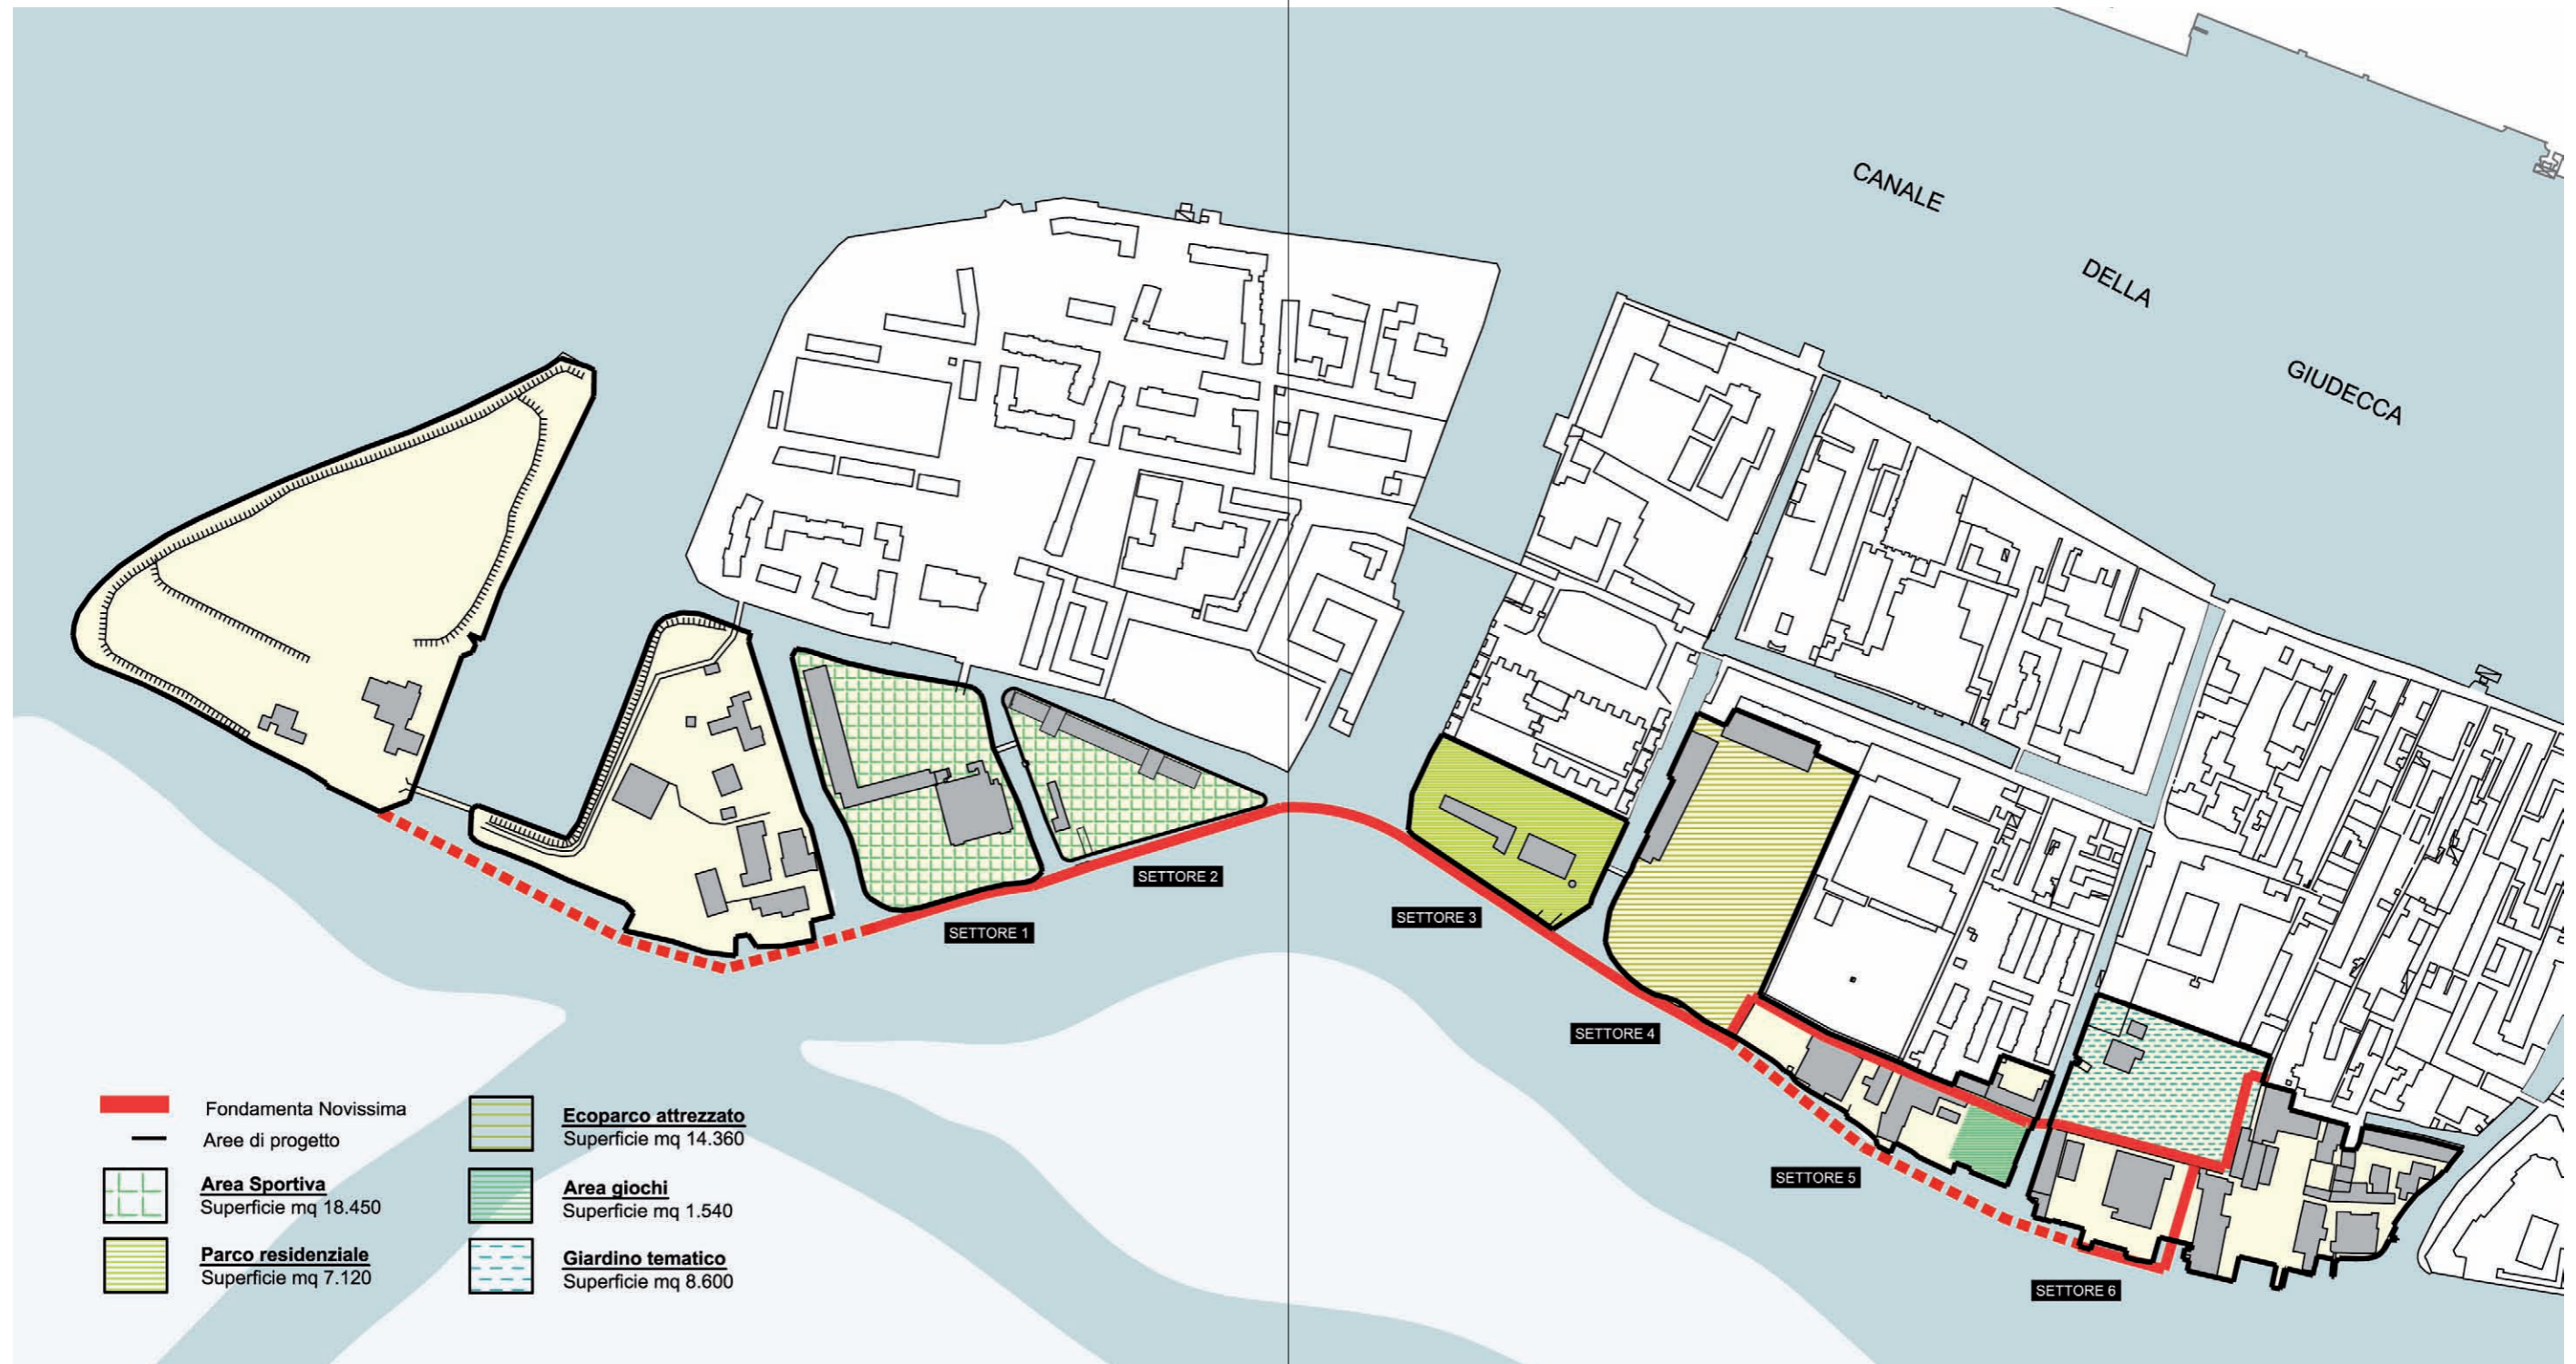 CANALE
DELLA
GIUDECCA
SETTORE 1
SETTORE 2
SETTORE 3
SETTORE 4
SETTORE 5
SETTORE 6
Fondamenta Novissima
Aree di progetto
Area Sportiva
Superficie mq 18.450
Parco residenziale
Superficie mq 7.120
Ecoparco attrezzato
Superficie mq 14.360
Area giochi
Superficie mq 1.540
Giardino tematico
Superficie mq 8.600